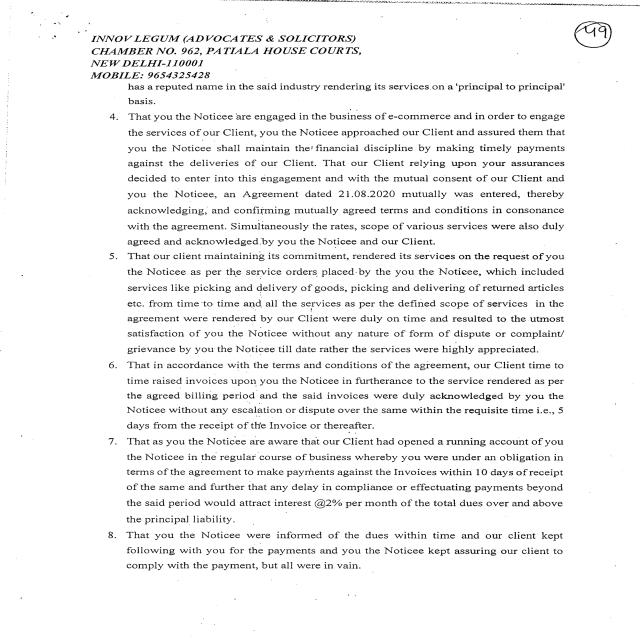 49
INNOV LEGUM (ADVOCATES & SOLICITORS)
CHAMBER NO. 962, PATIALA HOUSE COURTS,
NEW DELHI-110001
MOBILE: 9654325428
has a reputed name in the said industry rendering its services on a 'principal to principal'
basis.
4. That you the Noticee are engaged in the business of e-commerce and in order to engage
the services of our Client, you the Noticee approached our Client and assured them that
you the Noticee shall maintain the financial discipline by making timely payments
against the deliveries of our Client. That our Client relying upon your assurances
decided to enter into this engagement and with the mutual consent of our Client and
you the Noticee, an Agreement dated 21.08.2020 mutually was entered, thereby
acknowledging, and confirming mutually agreed terms and conditions in consonance
with the agreement. Simultaneously the rates, scope of various services were also duly
agreed and acknowledged by you the Noticee and our Client.
5. That our client maintaining its commitment, rendered its services on the request of you
the Noticee as per the service orders placed by the you the Noticee, which included
services like picking and delivery of goods, picking and delivering of returned articles
etc. from time to time and all the services as per the defined scope of services in the
agreement were rendered by our Client were duly on time and resulted to the utmost
satisfaction of you the Noticee without any nature of form of dispute or complaint/
grievance by you the Noticee till date rather the services were highly appreciated.
6. That in accordance with the terms and conditions of the agreement, our Client time to
time raised invoices upon you the Noticee in furtherance to the service rendered as per
the agreed billing period and the said invoices were duly acknowledged by you the
Noticee without any escalation or dispute over the same within the requisite time i.e., 5
days from the receipt of the Invoice or thereafter.
7. That as you the Noticee are aware that our Client had opened a running account of you
the Noticee in the regular course of business whereby you were under an obligation in
terms of the agreement to make payments against the Invoices within 10 days of receipt
of the same and further that any delay in compliance or effectuating payments beyond
the said period would attract interest @2% per month of the total dues over and above
the principal liability.
8. That you the Noticee were informed of the dues within time and our client kept
following with you for the payments and you the Noticee kept assuring our client to
comply with the payment, but all were in vain.